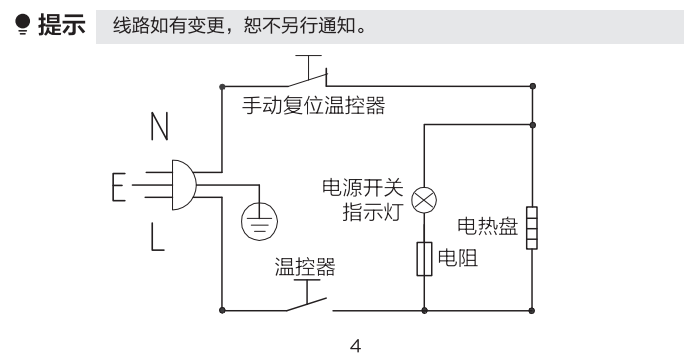 提示
线路如有变更，恕不另行通知。
手动复位温控器
N
E
L
电源开关
指示灯
电热盘
电阻
温控器
4